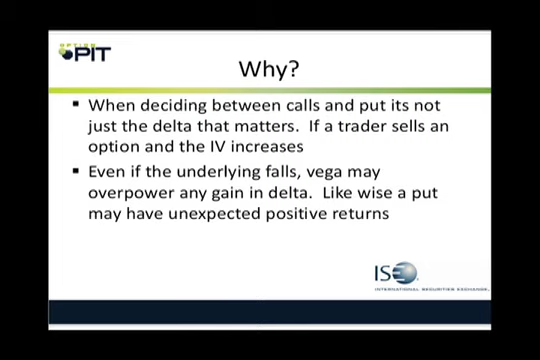 OPTION
PIT
Why?
When deciding between calls and put its not
just the delta that matters. If a trader sells an
option and the IV increases
Even if the underlying falls, vega may
overpower any gain in delta. Like wise a put
may have unexpected positive returns
ISE
INTERNATIONAL SECURITIES EXCHANGE.